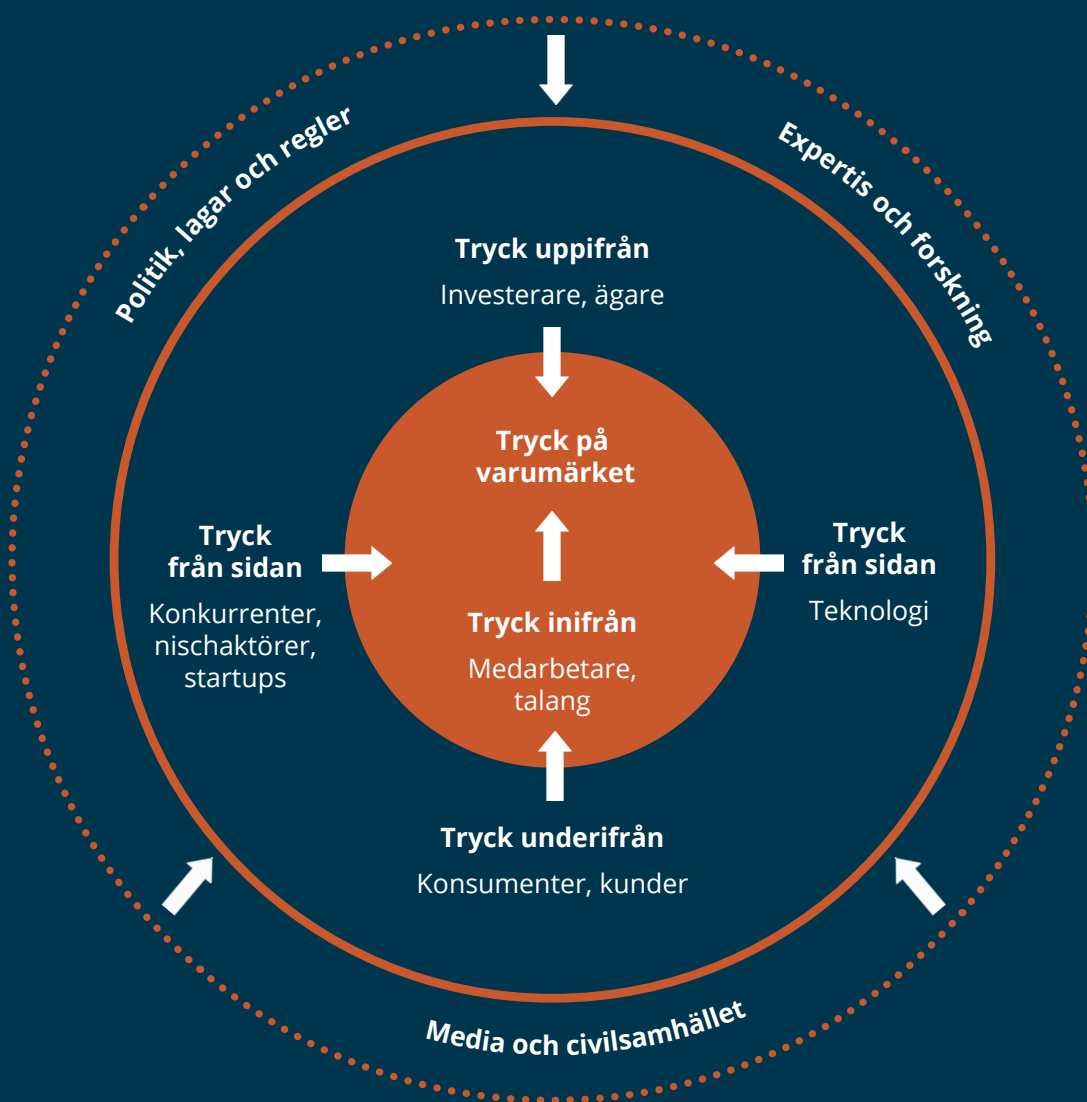 Politik, lagar och regler
Expertis och forskning
Tryck uppifrån
Investerare, ägare
Tryck på
varumärket
Tryck
från sidan
Konkurrenter,
nischaktörer,
startups
Tryck inifrån
Medarbetare,
talang
Tryck
från sidan
Teknologi
Tryck underifrån
Konsumenter, kunder
Media och civilsamhället